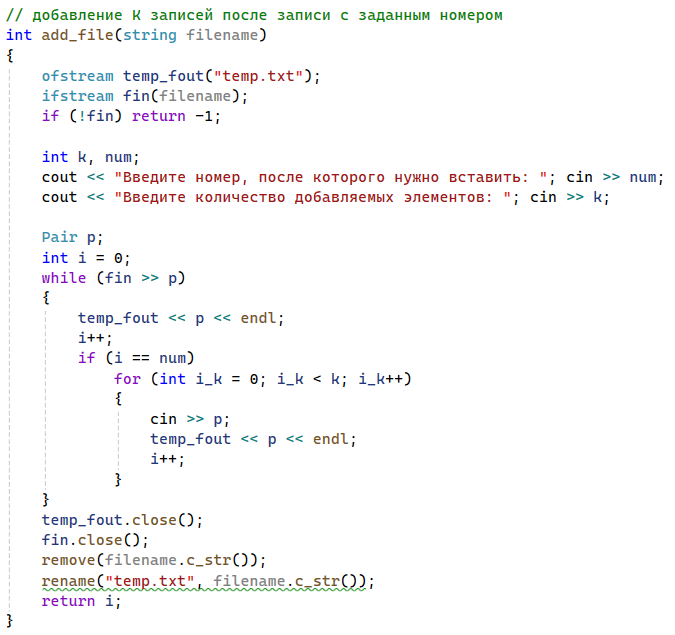 // добавление К записей после записи с заданным номером
int add_file(string filename)
{
    ofstream temp_fout("temp.txt");
    ifstream fin(filename);
    if (!fin) return -1;

    int k, num;
    cout << "Введите номер, после которого нужно вставить: "; cin >> num;
    cout << "Введите количество добавляемых элементов: "; cin >> k;

    Pair p;
    int i = 0;
    while (fin >> p)
    {
        temp_fout << p << endl;
        i++;
        if (i == num)
            for (int i_k = 0; i_k < k; i_k++)
            {
                cin >> p;
                temp_fout << p << endl;
                i++;
            }
    }
    temp_fout.close();
    fin.close();
    remove(filename.c_str());
    rename("temp.txt", filename.c_str());
    return i;
}